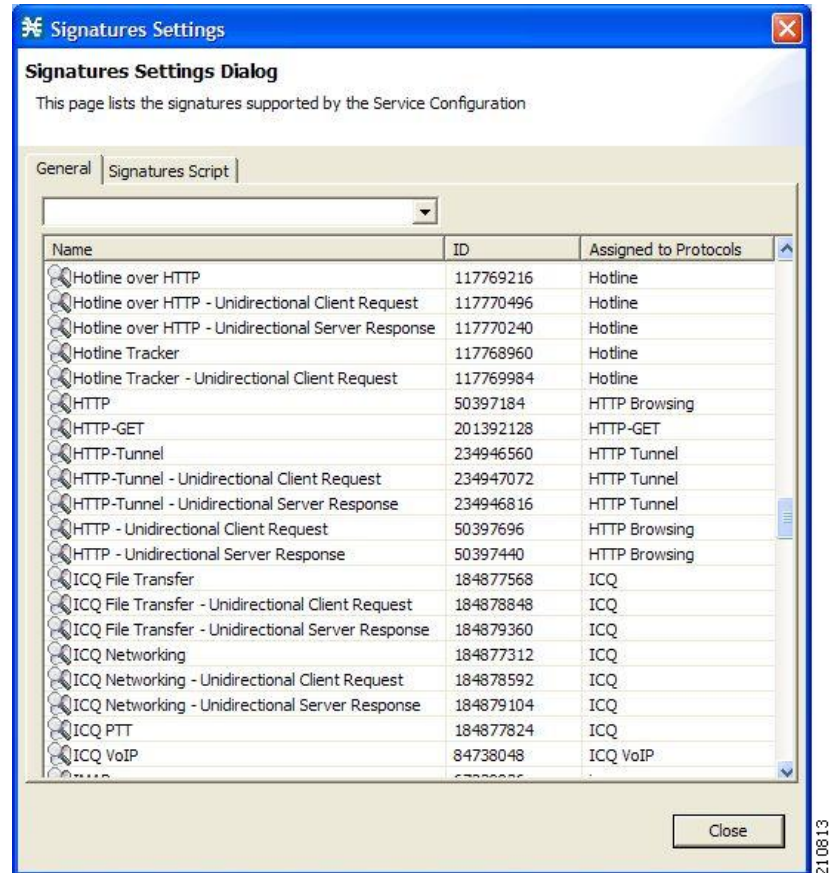 Signatures Settings
Signatures Settings Dialog
This page lists the signatures supported by the Service Configuration
General Signatures Script
Name ID Assigned to Protocols
Hotline over HTTP 117769216 Hotline
Hotline over HTTP - Unidirectional Client Request 117770496 Hotline
Hotline over HTTP - Unidirectional Server Response 117770240 Hotline
Hotline Tracker 117768960 Hotline
Hotline Tracker - Unidirectional Client Request 117769984 Hotline
HTTP 50397184 HTTP Browsing
HTTP-GET 201392128 HTTP-GET
HTTP-Tunnel 234946560 HTTP Tunnel
HTTP-Tunnel - Unidirectional Client Request 234947072 HTTP Tunnel
HTTP-Tunnel - Unidirectional Server Response 234946816 HTTP Tunnel
HTTP - Unidirectional Client Request 50397696 HTTP Browsing
HTTP - Unidirectional Server Response 50397440 HTTP Browsing
ICQ File Transfer 184877568 ICQ
ICQ File Transfer - Unidirectional Client Request 184878848 ICQ
ICQ File Transfer - Unidirectional Server Response 184879360 ICQ
ICQ Networking 184877312 ICQ
ICQ Networking - Unidirectional Client Request 184878592 ICQ
ICQ Networking - Unidirectional Server Response 184879104 ICQ
ICQ PTT 184877824 ICQ
ICQ VoIP 84738048 ICQ VoIP
Close
210813